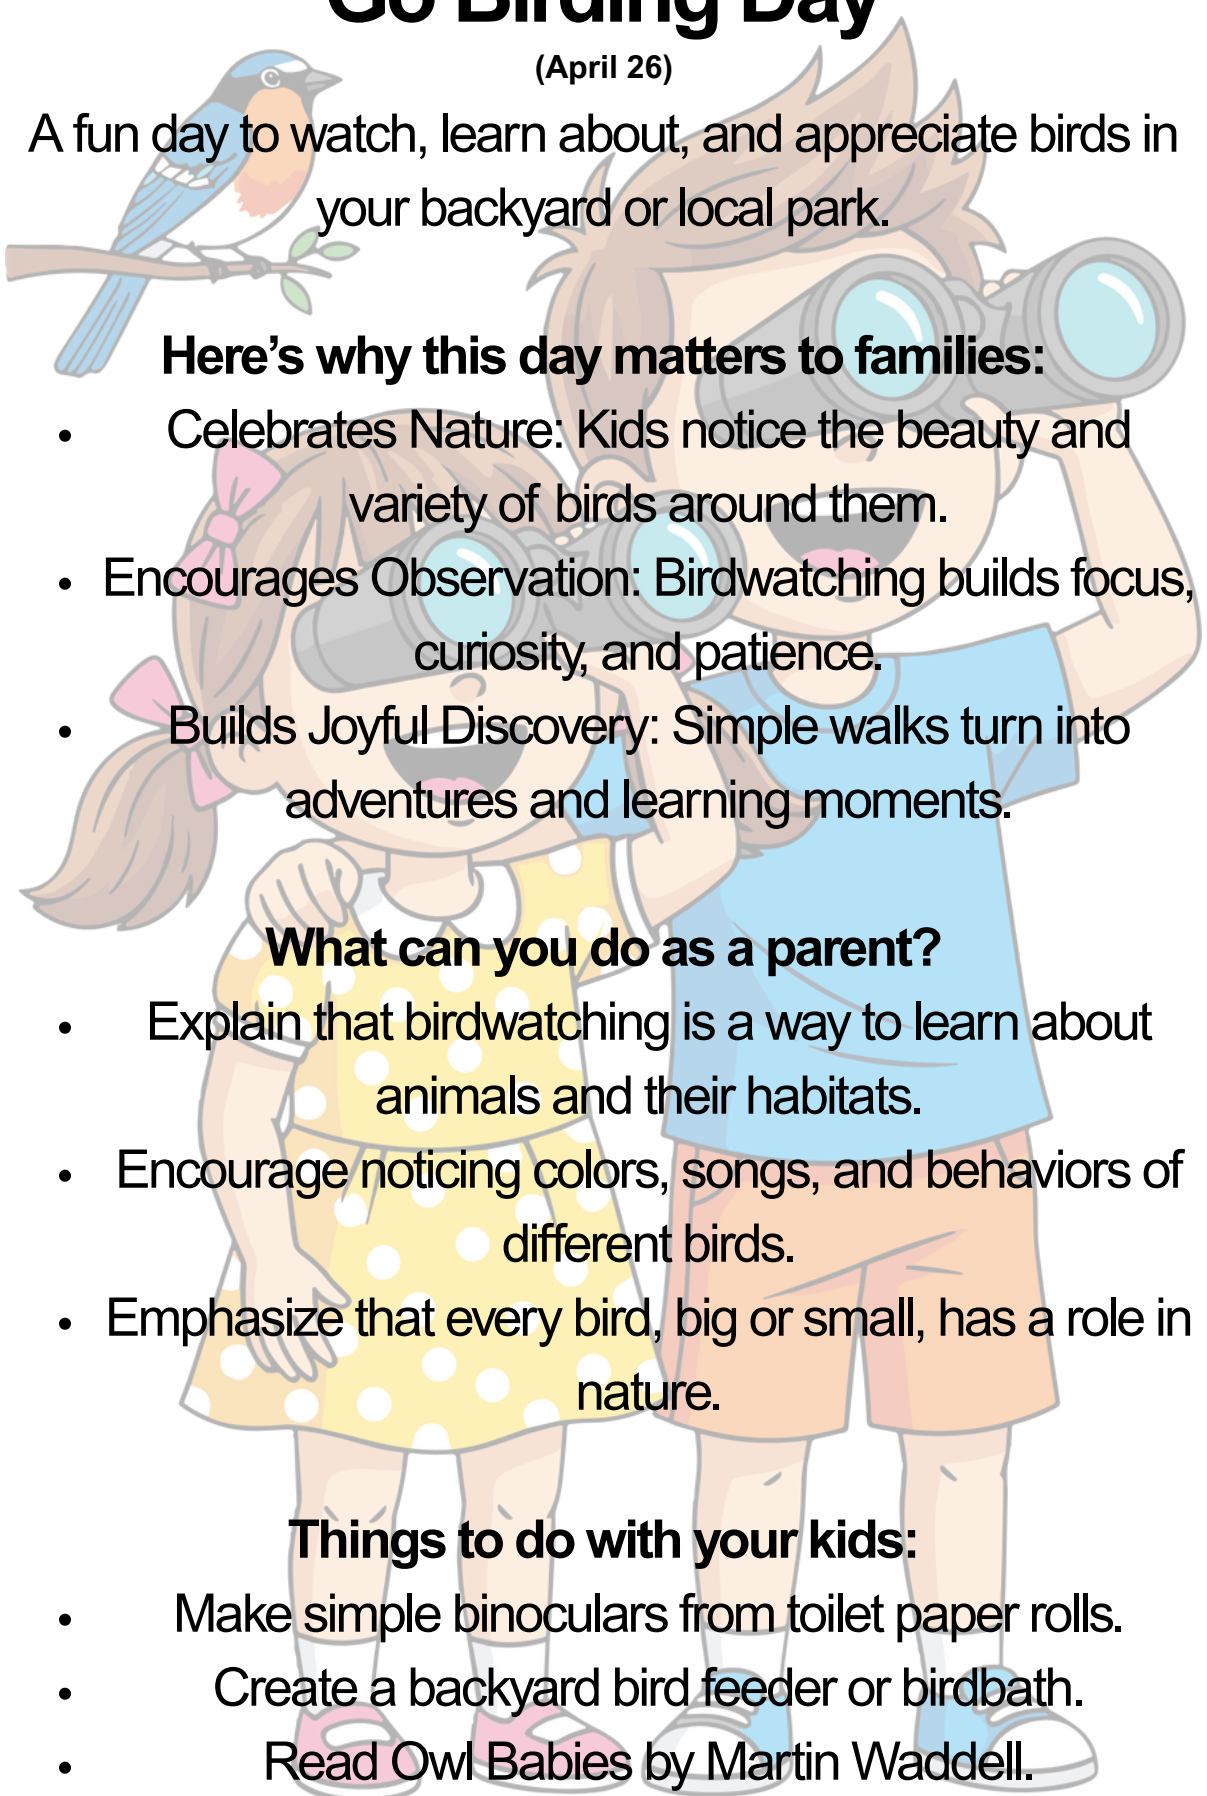 Go Birding Day
(April 26)
A fun day to watch, learn about, and appreciate birds in
your backyard or local park.
Here’s why this day matters to families:
• Celebrates Nature: Kids notice the beauty and
variety of birds around them.
• Encourages Observation: Birdwatching builds focus,
curiosity, and patience.
• Builds Joyful Discovery: Simple walks turn into
adventures and learning moments.
What can you do as a parent?
• Explain that birdwatching is a way to learn about
animals and their habitats.
• Encourage noticing colors, songs, and behaviors of
different birds.
• Emphasize that every bird, big or small, has a role in
nature.
Things to do with your kids:
• Make simple binoculars from toilet paper rolls.
• Create a backyard bird feeder or birdbath.
• Read Owl Babies by Martin Waddell.